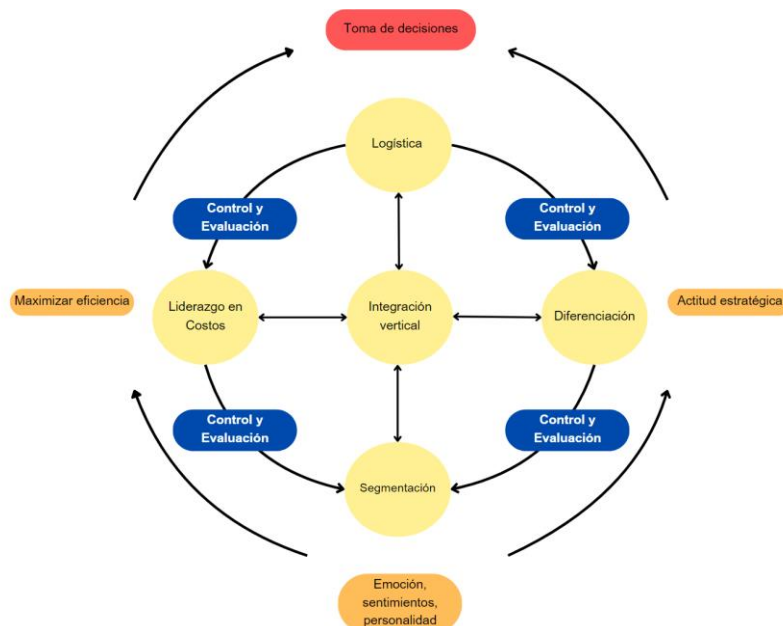 Toma de decisiones
Logística
Control y
Evaluación
Control y
Evaluación
Maximizar eficiencia
Liderazgo en
Costos
Integración
vertical
Diferenciación
Actitud estratégica
Control y
Evaluación
Control y
Evaluación
Segmentación
Emoción,
sentimientos,
personalidad